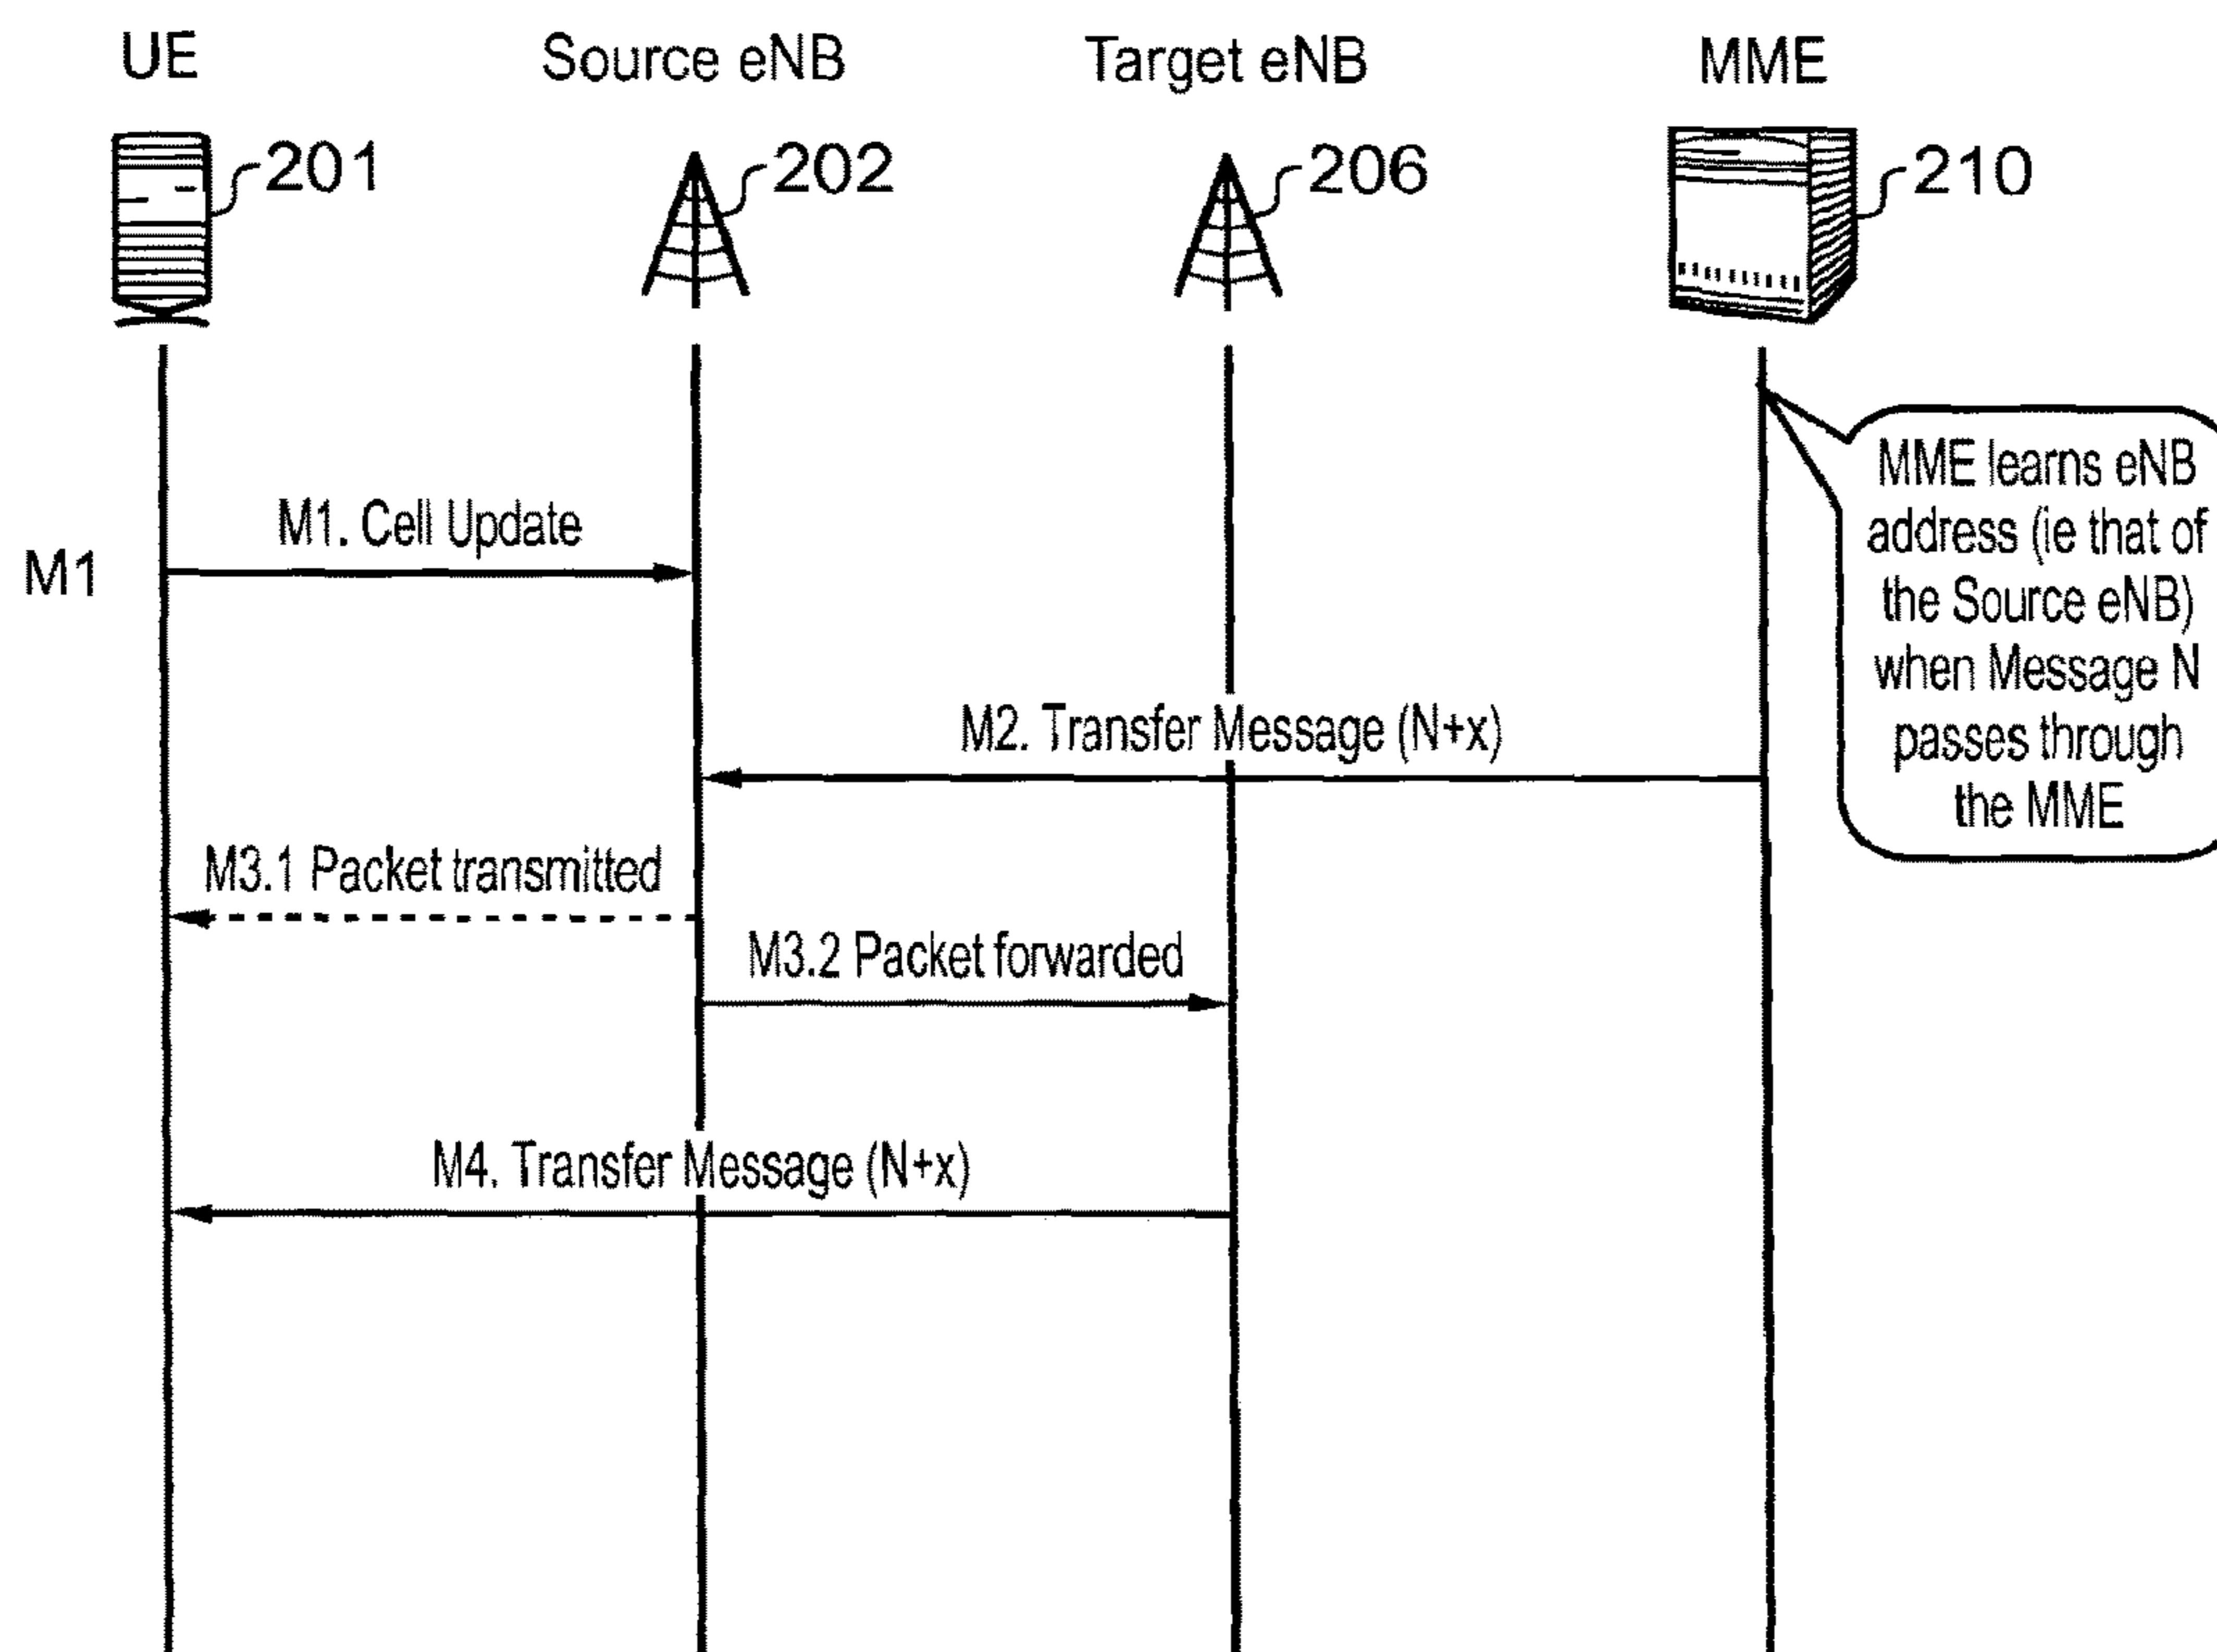 UE
Source eNB
Target eNB
MME
201
202
206
210
MME learns eNB
address (ie that of
the Source eNB)
when Message N
passes through
the MME
M1. Cell Update
M1
M2. Transfer Message (N+x)
M3.1 Packet transmitted
M3.2 Packet forwarded
M4. Transfer Message (N+x)